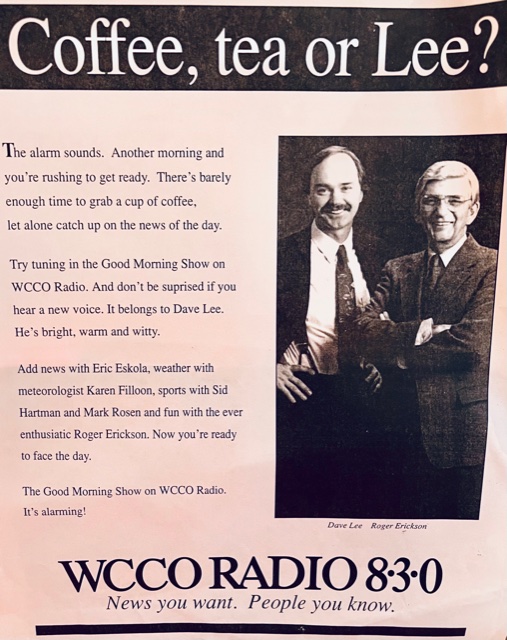 Coffee, tea or Lee?
The alarm sounds. Another morning and
you're rushing to get ready. There's barely
enough time to grab a cup of coffee,
let alone catch up on the news of the day.
Try tuning in the Good Morning Show on
WCCO Radio. And don't be suprised if you
hear a new voice. It belongs to Dave Lee.
He's bright, warm and witty.
Add news with Eric Eskola, weather with
meteorologist Karen Filloon, sports with Sid
Hartman and Mark Rosen and fun with the ever
enthusiatic Roger Erickson. Now you're ready
to face the day.
The Good Morning Show on WCCO Radio.
It's alarming!
Dave Lee Roger Erickson
WCCO RADIO 8·3·0
News you want. People you know.